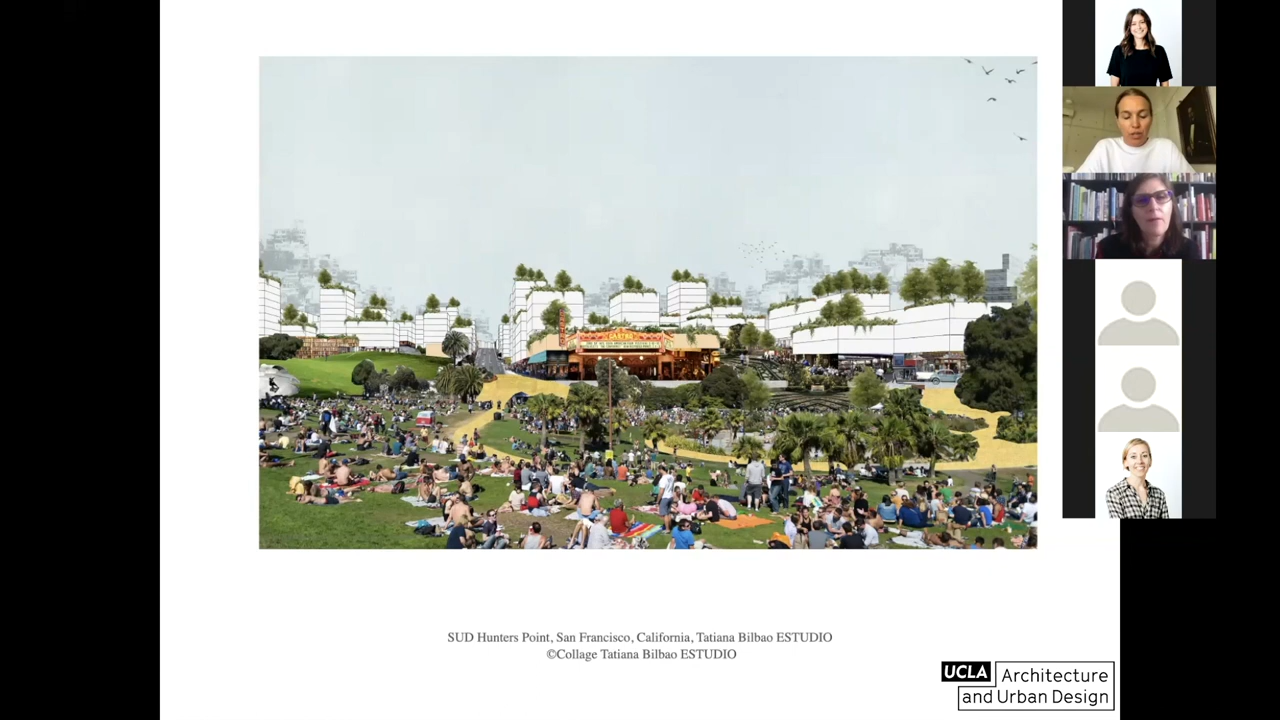 SUD Hunters Point, San Francisco, California, Tatiana Bilbao ESTUDIO
©Collage Tatiana Bilbao ESTUDIO
UCLA Architecture
and Urban Design